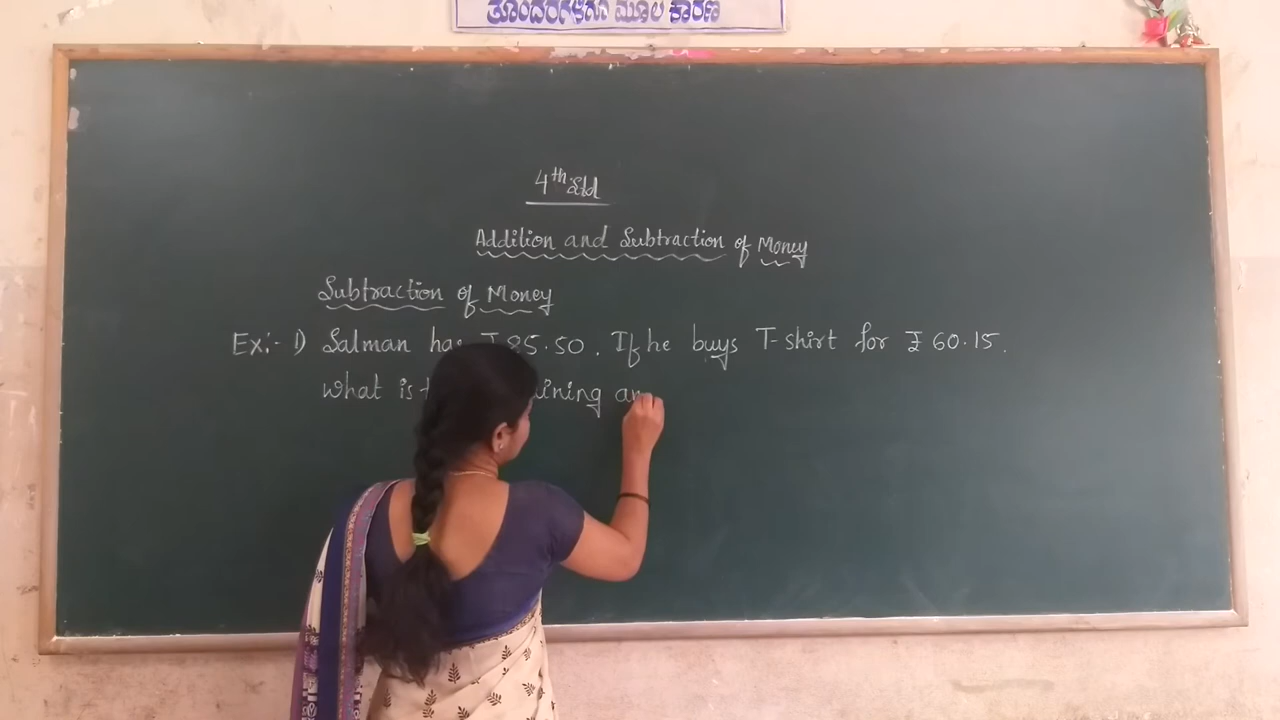 ತೊಂದರೆಗಳಿಗೂ ಮೂಲ ಕಾರಣ
4th Std
Addition and Subtraction of Money
Subtraction of Money
Ex:- 1) Salman has ₹ 85.50. If he buys T-shirt for ₹ 60.15.
What is